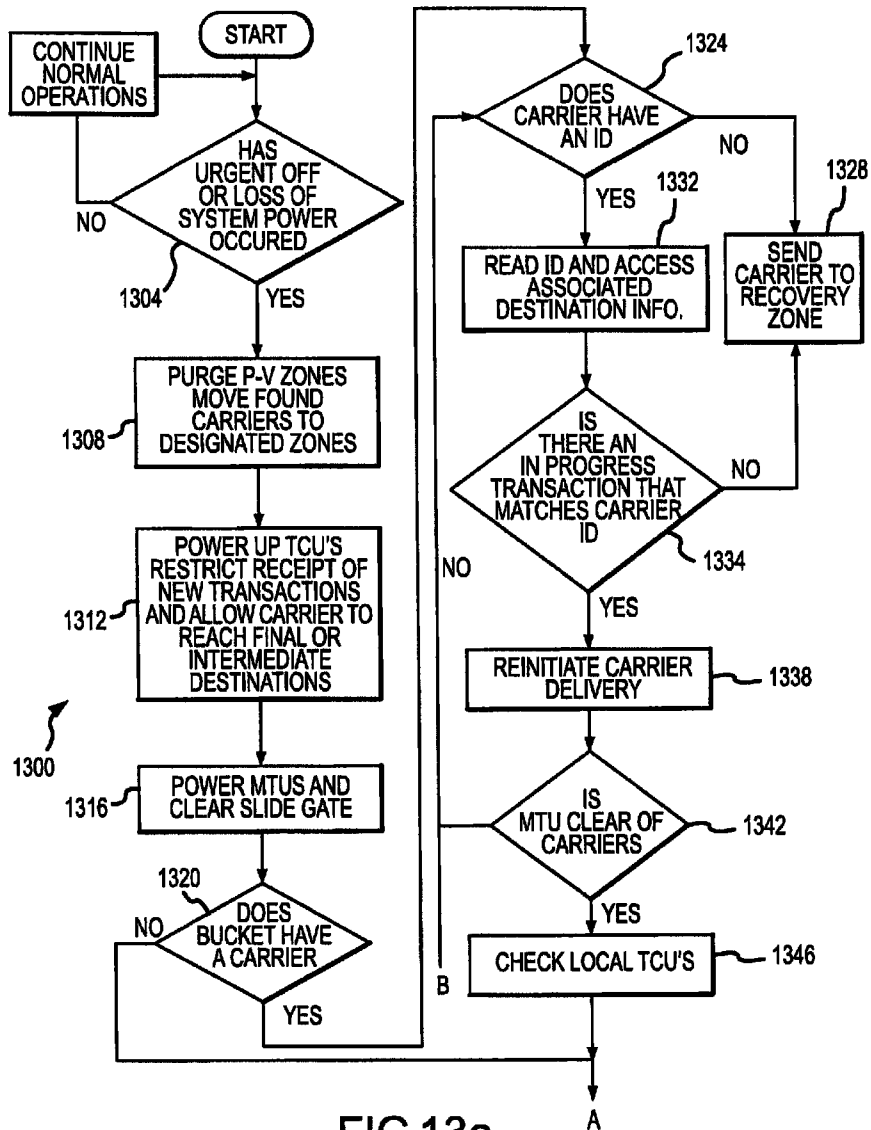 START
CONTINUE
NORMAL
OPERATIONS
HAS
URGENT OFF
OR LOSS OF
SYSTEM POWER
OCCURED
NO
1304
YES
PURGE P-V ZONES
MOVE FOUND
CARRIERS TO
DESIGNATED ZONES
1308
POWER UP TCU'S
RESTRICT RECEIPT OF
NEW TRANSACTIONS
AND ALLOW CARRIER TO
REACH FINAL OR
INTERMEDIATE
DESTINATIONS
1312
1300
POWER MTUS AND
CLEAR SLIDE GATE
1316
1320
DOES
BUCKET HAVE
A CARRIER
NO
YES
1324
DOES
CARRIER HAVE
AN ID
NO
YES
1332
1328
READ ID AND ACCESS
ASSOCIATED
DESTINATION INFO.
SEND
CARRIER TO
RECOVERY
ZONE
IS
THERE AN
IN PROGRESS
TRANSACTION THAT
MATCHES CARRIER
ID
NO
1334
NO
YES
REINITIATE CARRIER
DELIVERY
1338
IS
MTU CLEAR OF
CARRIERS
1342
YES
CHECK LOCAL TCU'S
1346
B
A
FIG.13a